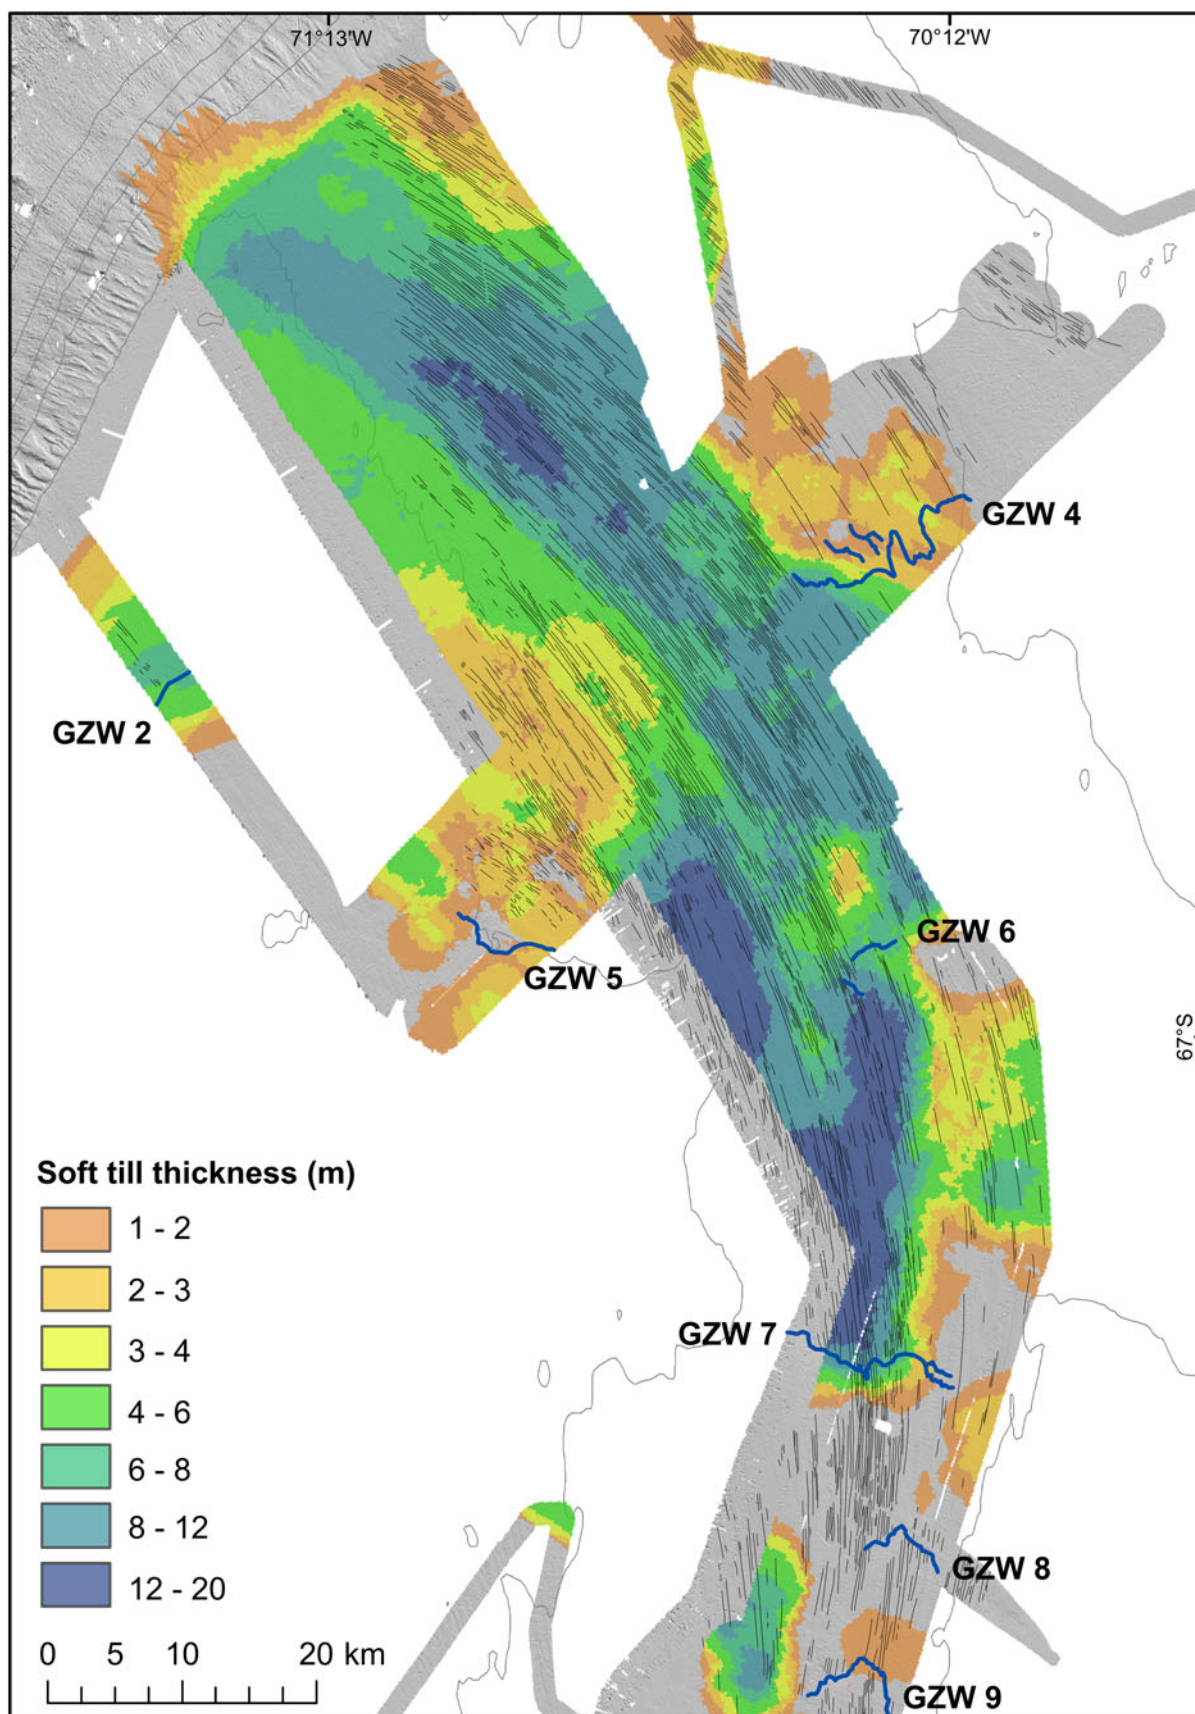 71°13'W
70°12'W
GZW 4
GZW 2
GZW 6
GZW 5
67°S
Soft till thickness (m)
1 - 2
2 - 3
3 - 4
4 - 6
6 - 8
8 - 12
12 - 20
GZW 7
GZW 8
0 5 10 20 km
GZW 9